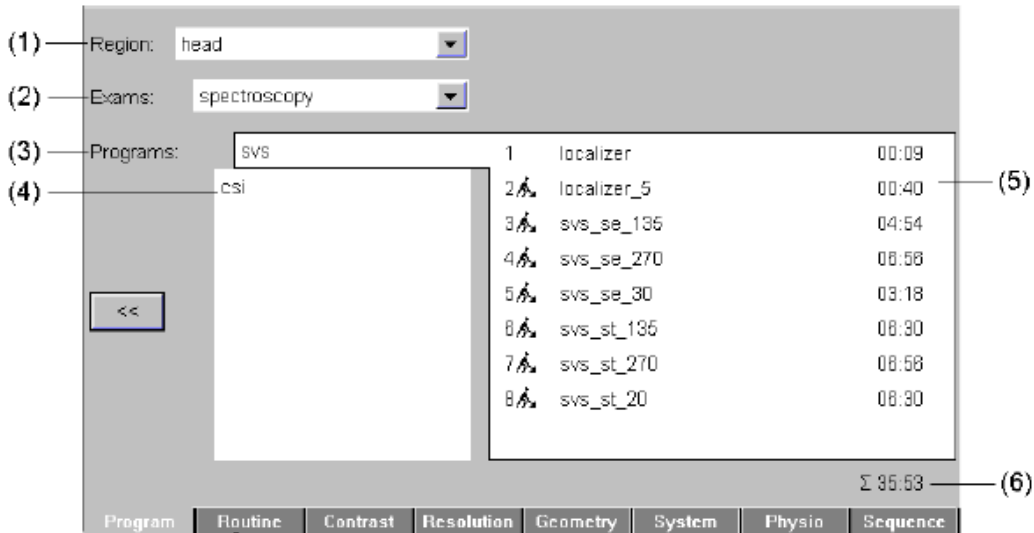 (1) Region: head
(2) Exams: spectroscopy
(3) Programs: svs 1 localizer 00:09
(4) csi 2 localizer_5 00:40 (5)
3 svs_se_135 04:54
4 svs_se_270 06:56
<< 5 svs_se_30 03:18
6 svs_st_135 06:30
7 svs_st_270 06:56
8 svs_st_20 06:30
Σ 35:53 (6)
Program Routine Contrast Resolution Geometry System Physio Sequence